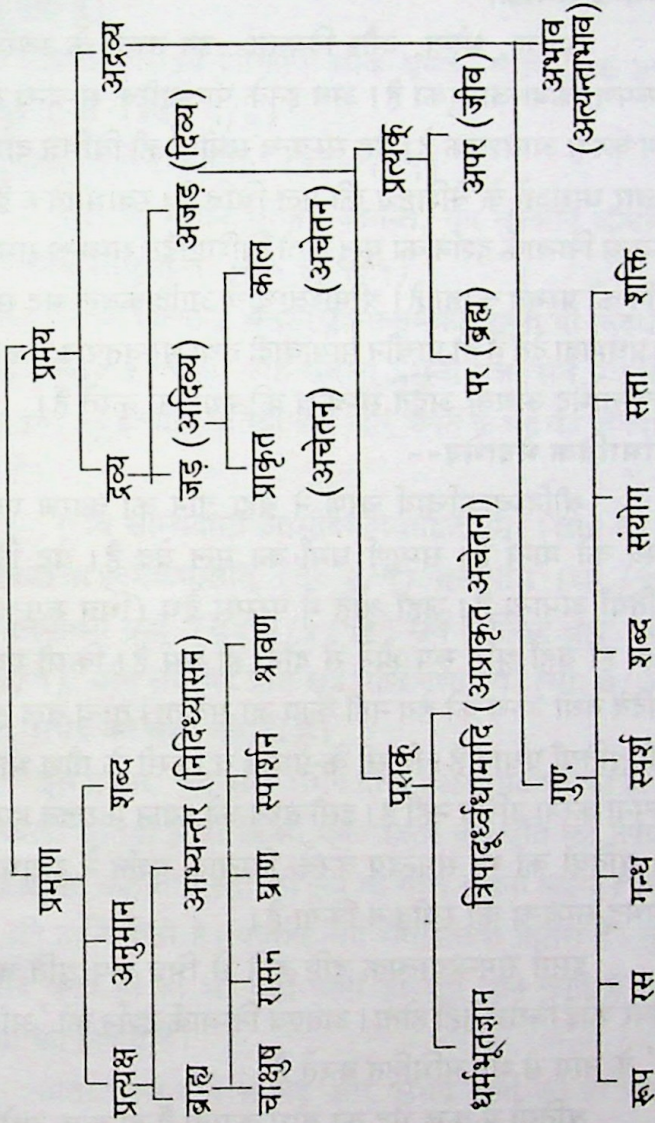 प्रमाण प्रमेय
प्रत्यक्ष अनुमान शब्द द्रव्य अद्रव्य
बाह्य आभ्यन्तर (निदिध्यासन) जड़ (अदिव्य) अजड़ (दिव्य)
चाक्षुष रासन घ्राण स्पार्शन श्रावण प्राकृत काल
(अचेतन) (अचेतन)
पराक् प्रत्यक्
धर्मभूतज्ञान त्रिपादूर्ध्वधामादि अप्राकृत अचेतन पर (ब्रह्म) अपर (जीव)
गुण अभाव
(अत्यन्ताभाव)
रूप रस गन्ध स्पर्श शब्द संयोग सत्ता शक्ति